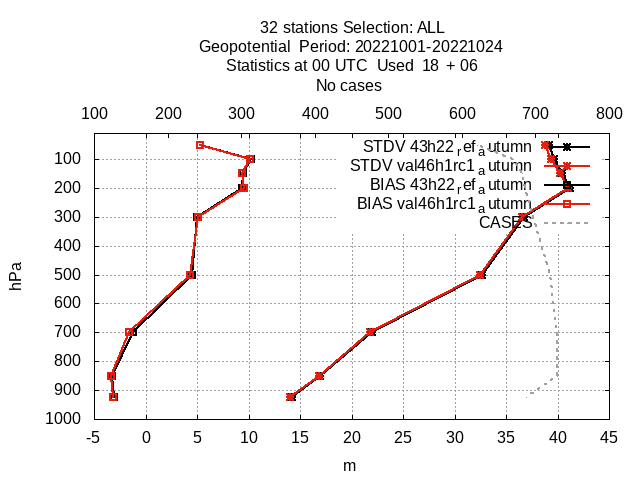 32 stations Selection: ALL
Geopotential Period: 20221001-20221024
Statistics at 00 UTC Used 18 + 06
No cases
100 200 300 400 500 600 700 800
STDV 43h22_ref_autumn
STDV val46h1rc1_autumn
BIAS 43h22_ref_autumn
BIAS val46h1rc1_autumn
CASES
hPa
100
200
300
400
500
600
700
800
900
1000
-5 0 5 10 15 20 25 30 35 40 45
m